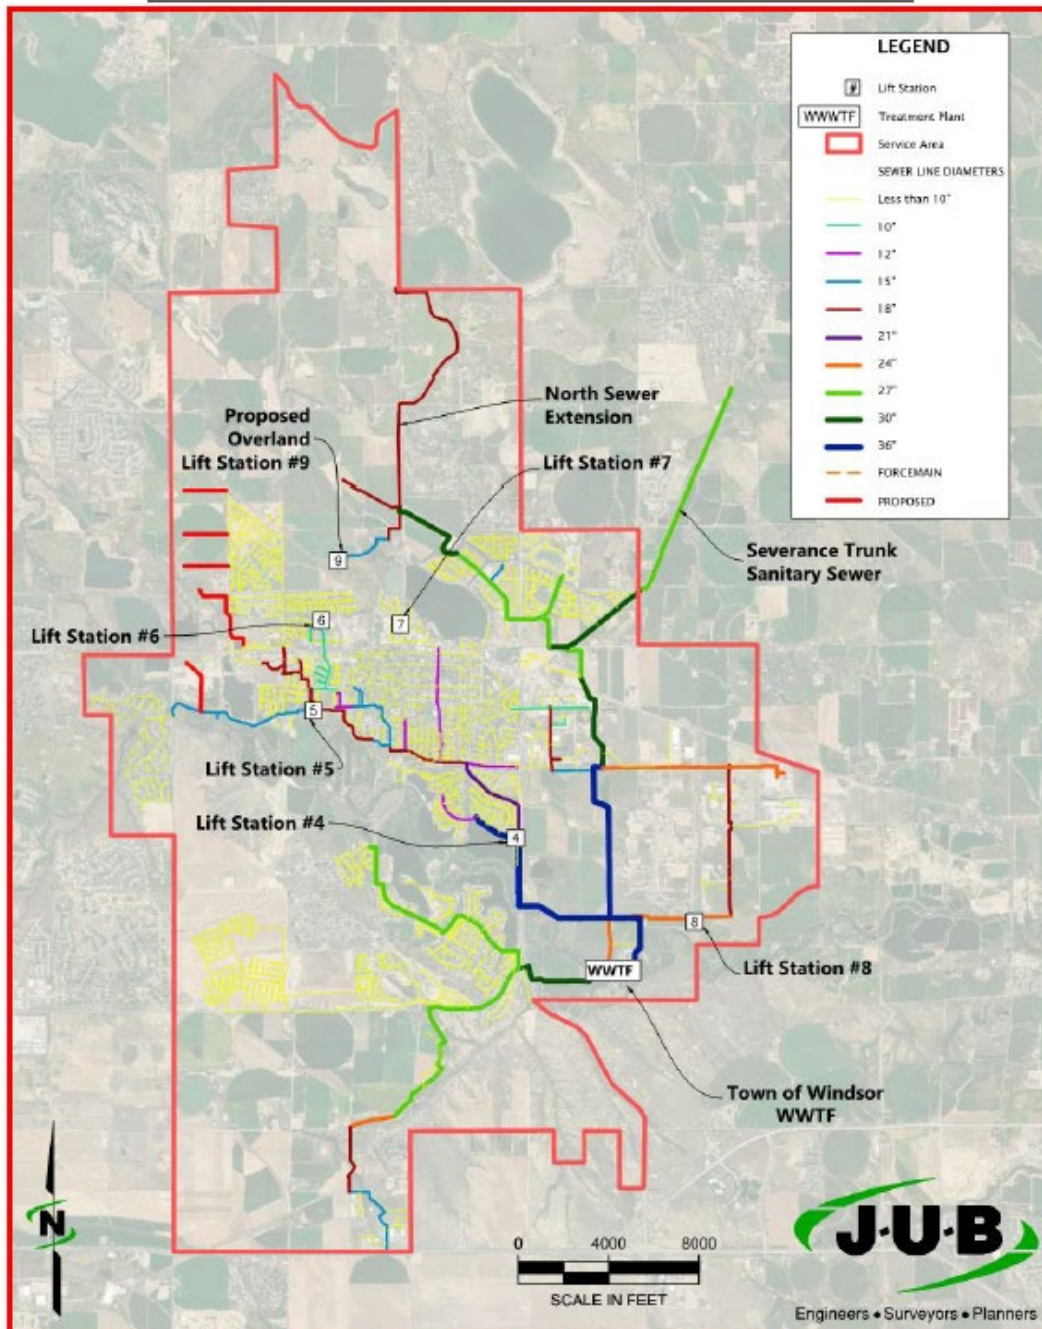 LEGEND
# Lift Station
WWWTF Treatment Plant
Service Area
SEWER LINE DIAMETERS
Less than 10"
10"
12"
15"
18"
21"
24"
27"
30"
36"
FORCEMAIN
PROPOSED
North Sewer
Extension
Proposed
Overland
Lift Station #9
Lift Station #7
Severance Trunk
Sanitary Sewer
9
6
7
Lift Station #6
5
Lift Station #5
Lift Station #4
4
8
WWTF
Lift Station #8
Town of Windsor
WWTF
N
0 4000 8000
SCALE IN FEET
J·U·B
Engineers • Surveyors • Planners